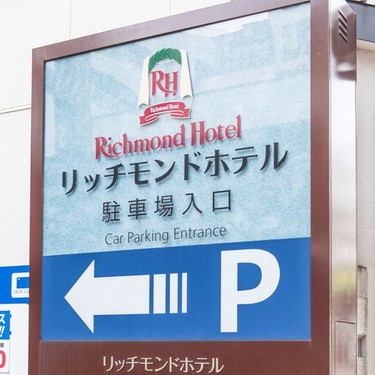 RH
Richmond Hotel
Richmond Hotel
リッチモンドホテル
駐車場入口
Car Parking Entrance
P
リッチモンドホテル
ス